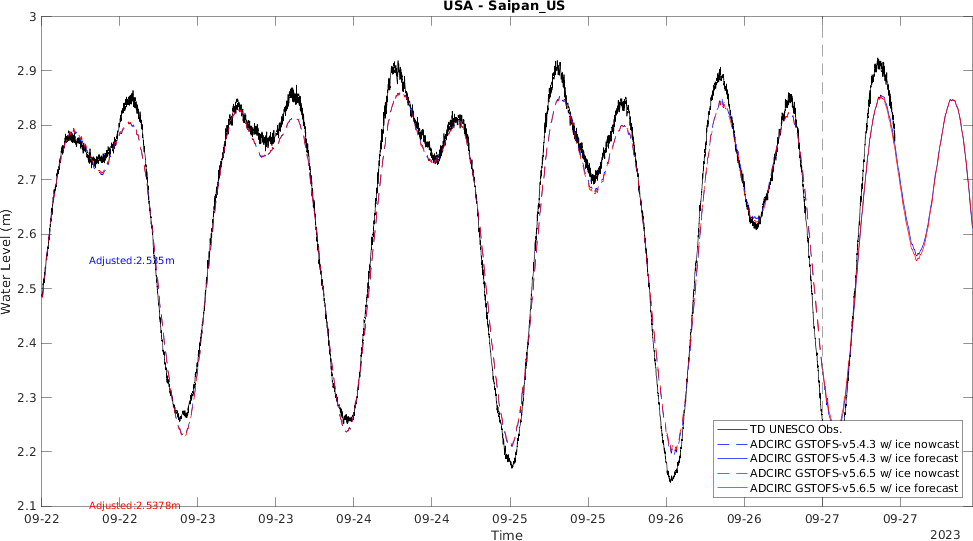 USA - Saipan_US
3
2.9
2.8
2.7
2.6
2.5
2.4
2.3
2.2
2.1
Water Level (m)
Adjusted:2.535m
Adjusted:2.5378m
TD UNESCO Obs.
ADCIRC GSTOFS-v5.4.3 w/ ice nowcast
ADCIRC GSTOFS-v5.4.3 w/ ice forecast
ADCIRC GSTOFS-v5.6.5 w/ ice nowcast
ADCIRC GSTOFS-v5.6.5 w/ ice forecast
09-22 09-22 09-23 09-23 09-24 09-24 09-25 09-25 09-26 09-26 09-27 09-27
Time
2023